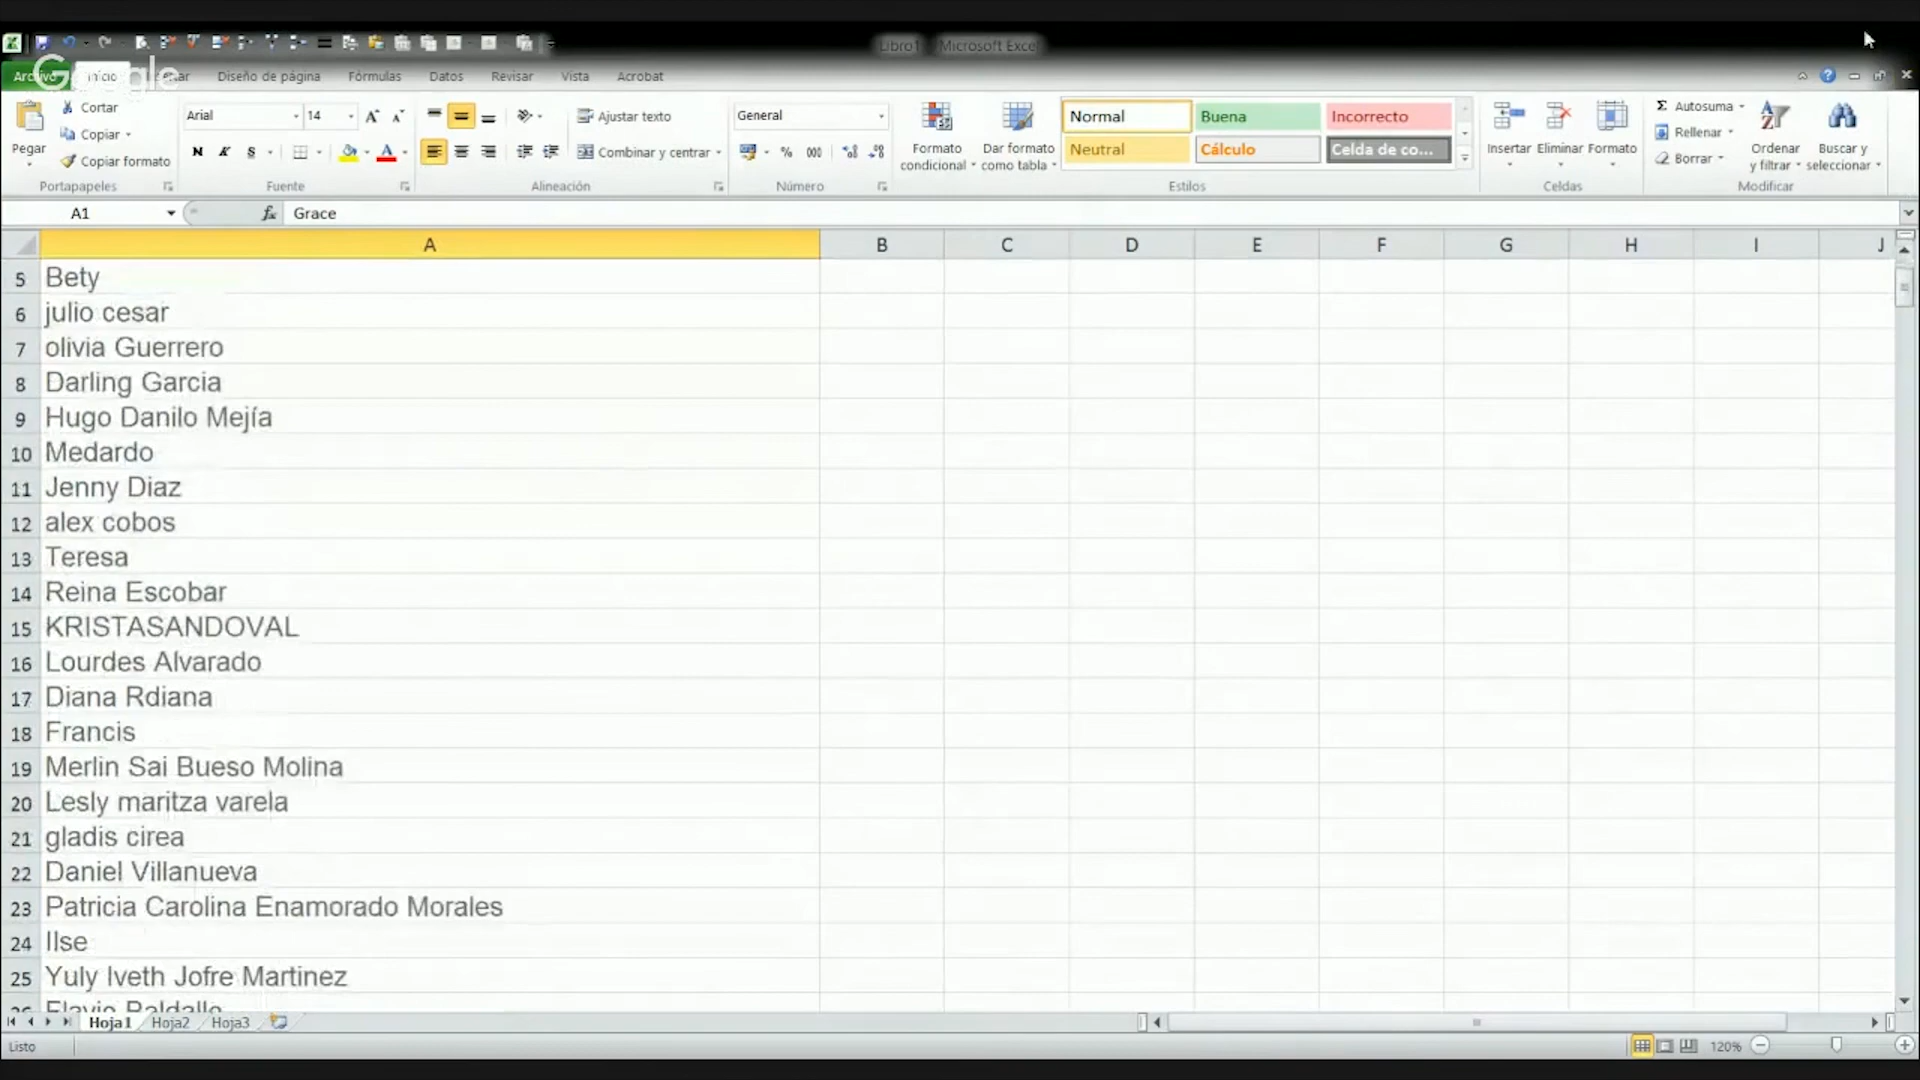 Libro1 Microsoft Excel
Google
Archivo Inicio Diseño de página Fórmulas Datos Revisar Vista Acrobat
Pegar
Cortar
Copiar
Copiar formato
Portapapeles
Arial 14
N K S
Fuente
Ajustar texto
Combinar y centrar
Alineación
General
% 000
Número
Formato condicional
Dar formato como tabla
Normal Buena Incorrecto
Neutral Cálculo Celda de co...
Estilos
Insertar Eliminar Formato
Celdas
Autosuma
Rellenar
Borrar
Ordenar y filtrar
Buscar y seleccionar
Modificar
A1 fx Grace
A B C D E F G H I J
5 Bety
6 julio cesar
7 olivia Guerrero
8 Darling Garcia
9 Hugo Danilo Mejía
10 Medardo
11 Jenny Diaz
12 alex cobos
13 Teresa
14 Reina Escobar
15 KRISTASANDOVAL
16 Lourdes Alvarado
17 Diana Rdiana
18 Francis
19 Merlin Sai Bueso Molina
20 Lesly maritza varela
21 gladis cirea
22 Daniel Villanueva
23 Patricia Carolina Enamorado Morales
24 Ilse
25 Yuly Iveth Jofre Martinez
Hoja1 Hoja2 Hoja3
Listo 120%